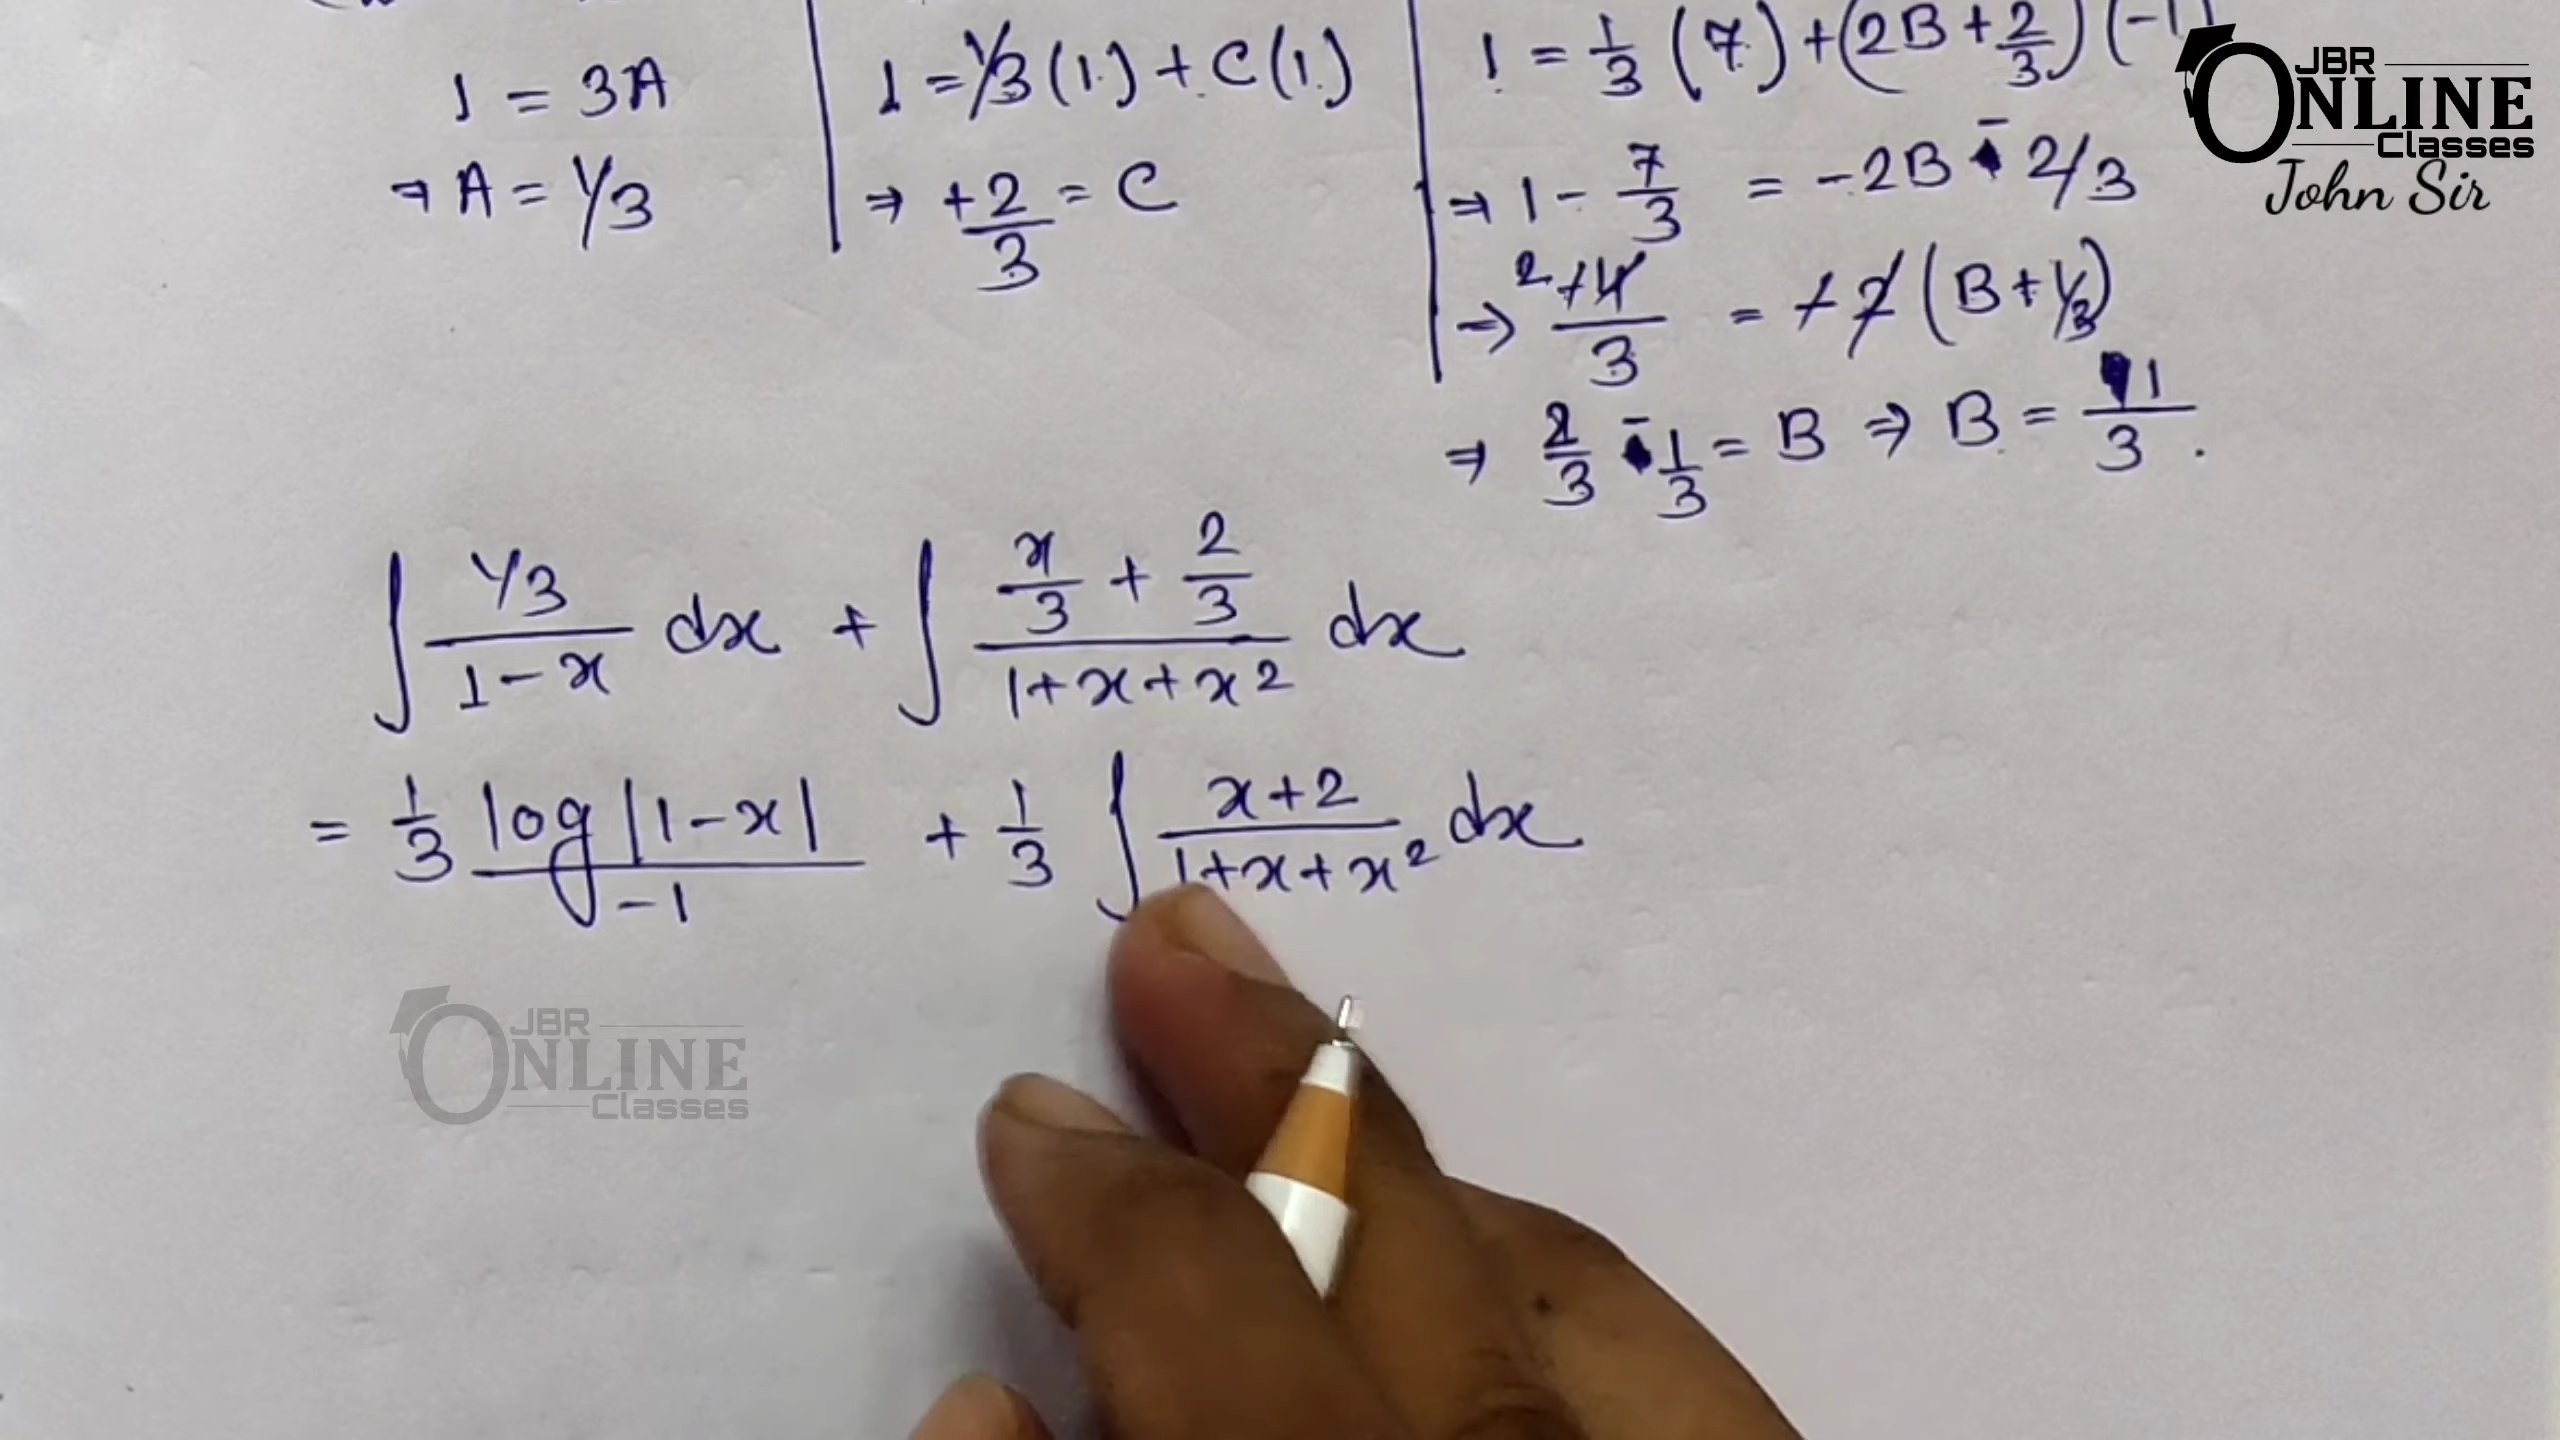 1 = 3A
⇒ A = 1/3
1 = 1/3 (1) + C(1)
⇒ +2/3 = C
1 = 1/3 (7) + (2B + 2/3) (-1)
⇒ 1 - 7/3 = -2B - 2/3
⇒ 2 +4/3 = +2 (B + 1/3)
⇒ 2/3 - 1/3 = B ⇒ B = 1/3 .
∫ (1/3)/(1-x) dx + ∫ (x/3 + 2/3)/(1+x+x²) dx
= 1/3 log|1-x|/-1 + 1/3 ∫ (x+2)/(1+x+x²) dx
JBR
ONLINE
Classes
John Sir
JBR
ONLINE
Classes